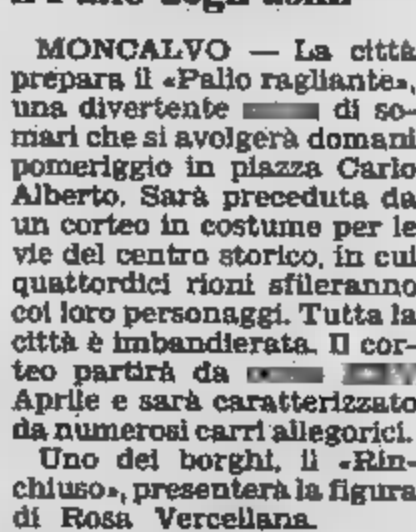 MONCALVO — La città
prepara il «Palio ragliante»,
una divertente di so-
mari che si avolgerà domani
pomeriggio in piazza Carlo
Alberto. Sarà preceduta da
un corteo in costume per le
vie del centro storico, in cui
quattordici rioni sfileranno
coi loro personaggi. Tutta la
città è imbandierata. Il cor-
teo partirà da
Aprile e sarà caratterizzato
da numerosi carri allegorici.
Uno dei borghi, il «Rin-
chiuso», presenterà la figura
di Rosa Vercellana